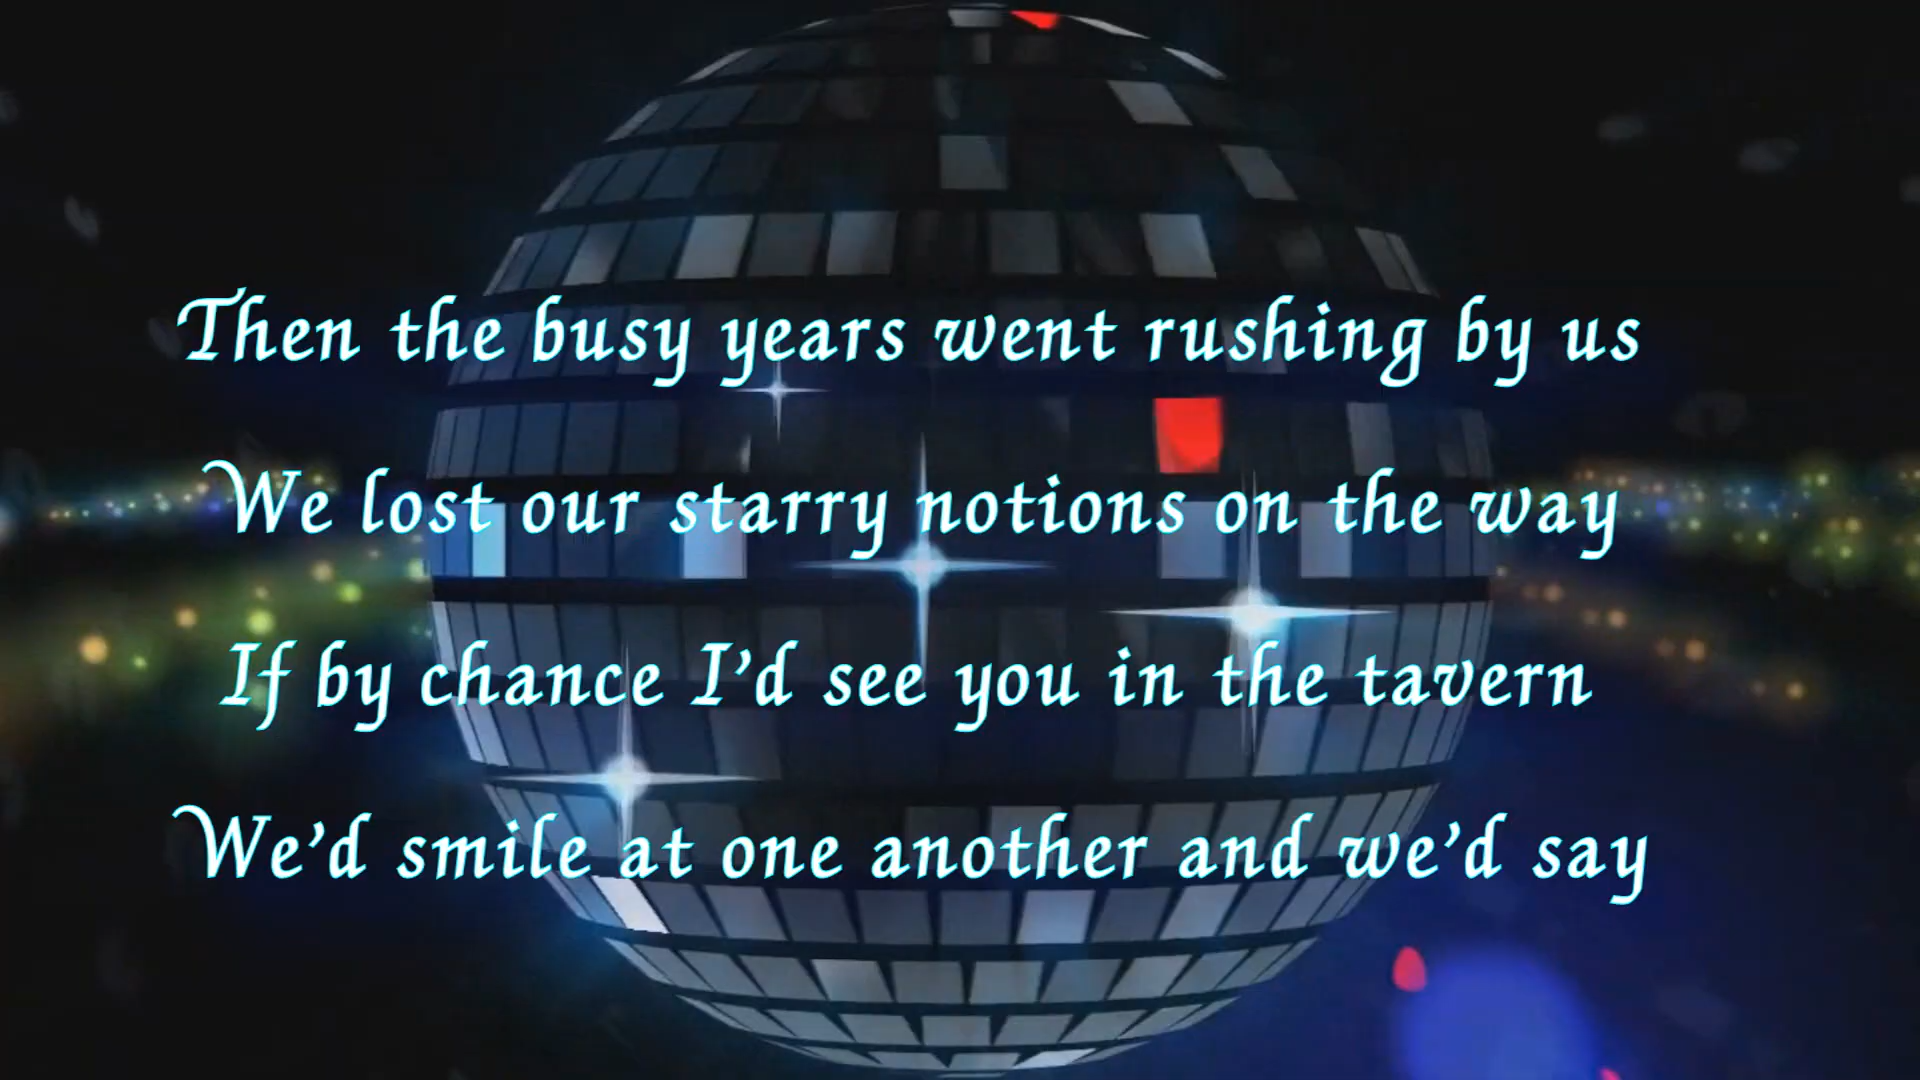 Then the busy years went rushing by us
We lost our starry notions on the way
If by chance I’d see you in the tavern
We’d smile at one another and we’d say